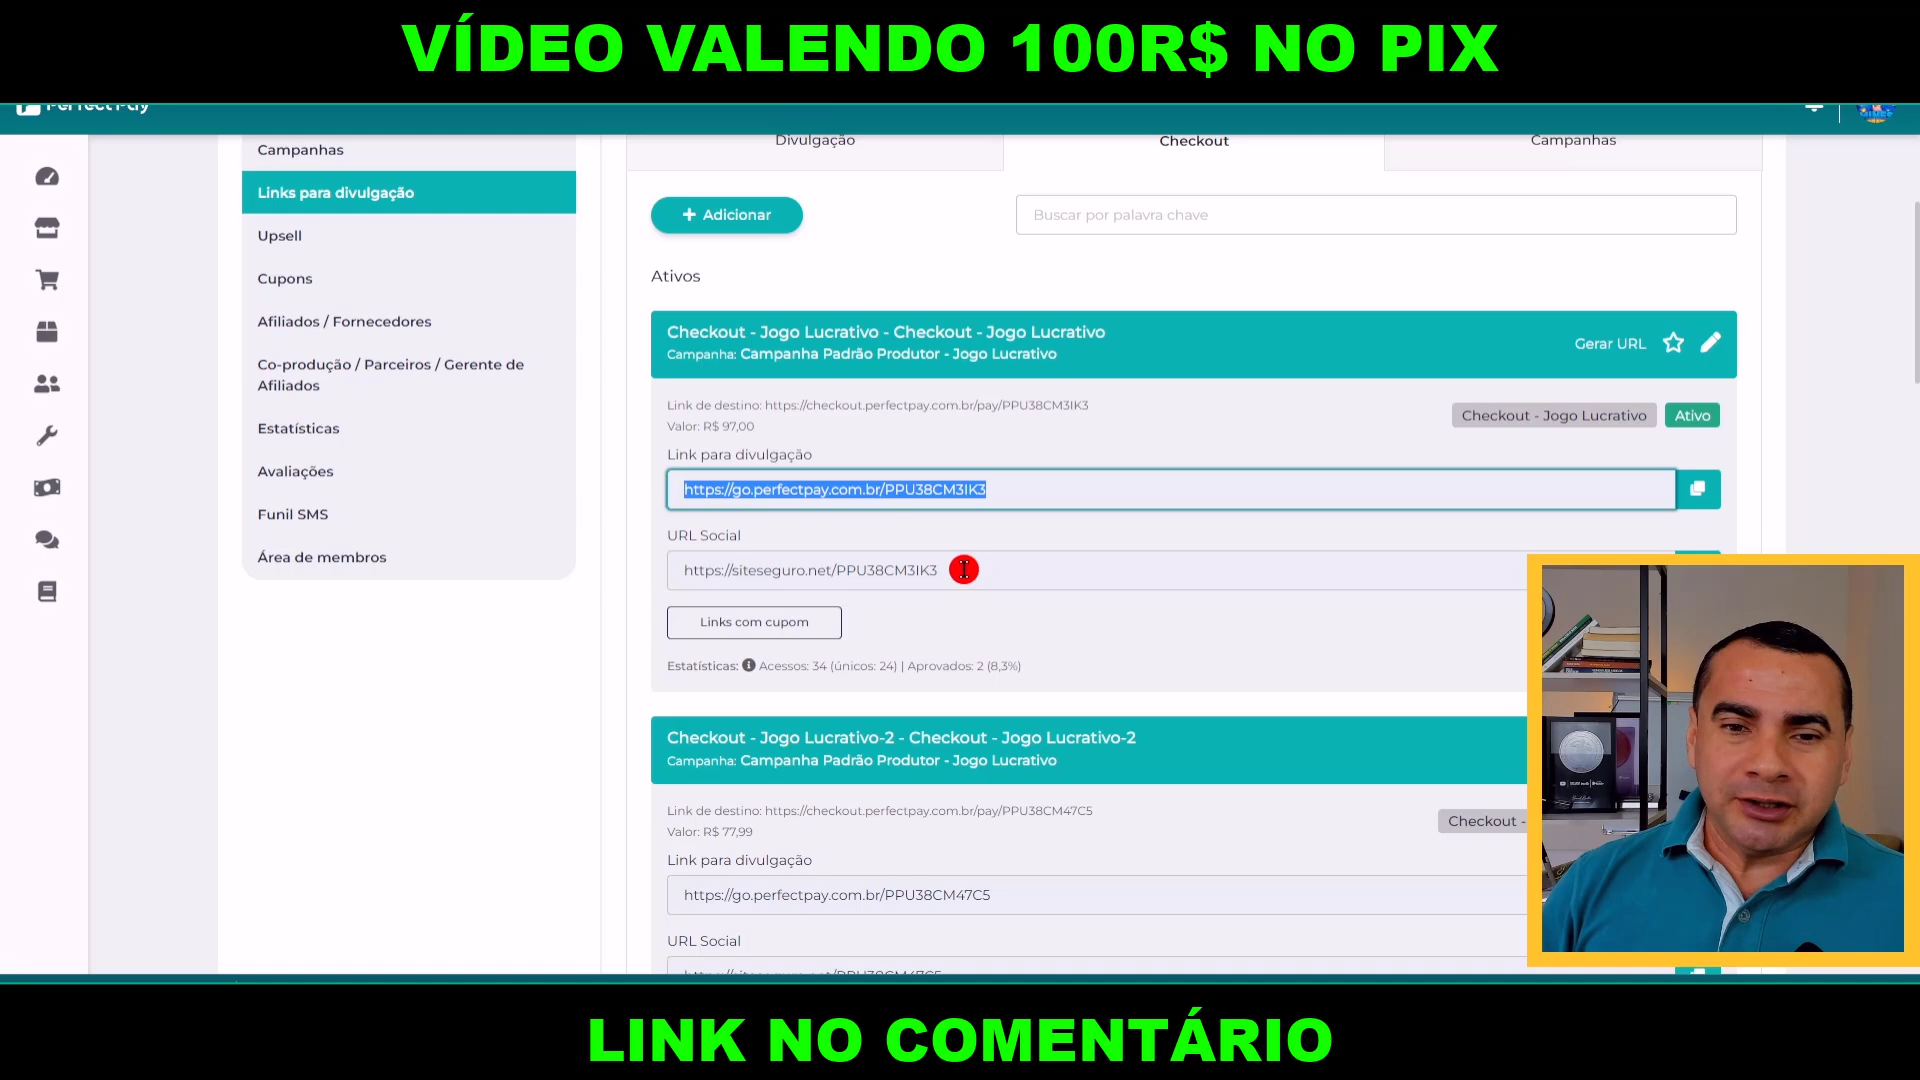 VÍDEO VALENDO 100R$ NO PIX
PerfectPay
Campanhas
Links para divulgação
Upsell
Cupons
Afiliados / Fornecedores
Co-produção / Parceiros / Gerente de
Afiliados
Estatísticas
Avaliações
Funil SMS
Área de membros
Divulgação
Checkout
Campanhas
+ Adicionar
Buscar por palavra chave
Ativos
Checkout - Jogo Lucrativo - Checkout - Jogo Lucrativo
Campanha: Campanha Padrão Produtor - Jogo Lucrativo
Gerar URL
Link de destino: https://checkout.perfectpay.com.br/pay/PPU38CM3IK3
Valor: R$ 97,00
Checkout - Jogo Lucrativo
Ativo
Link para divulgação
https://go.perfectpay.com.br/PPU38CM3IK3
URL Social
https://siteseguro.net/PPU38CM3IK3
Links com cupom
Estatísticas: Acessos: 34 (únicos: 24) | Aprovados: 2 (8,3%)
Checkout - Jogo Lucrativo-2 - Checkout - Jogo Lucrativo-2
Campanha: Campanha Padrão Produtor - Jogo Lucrativo
Link de destino: https://checkout.perfectpay.com.br/pay/PPU38CM47C5
Valor: R$ 77,99
Checkout -
Link para divulgação
https://go.perfectpay.com.br/PPU38CM47C5
URL Social
https://siteseguro.net/PPU38CM47C5
LINK NO COMENTÁRIO